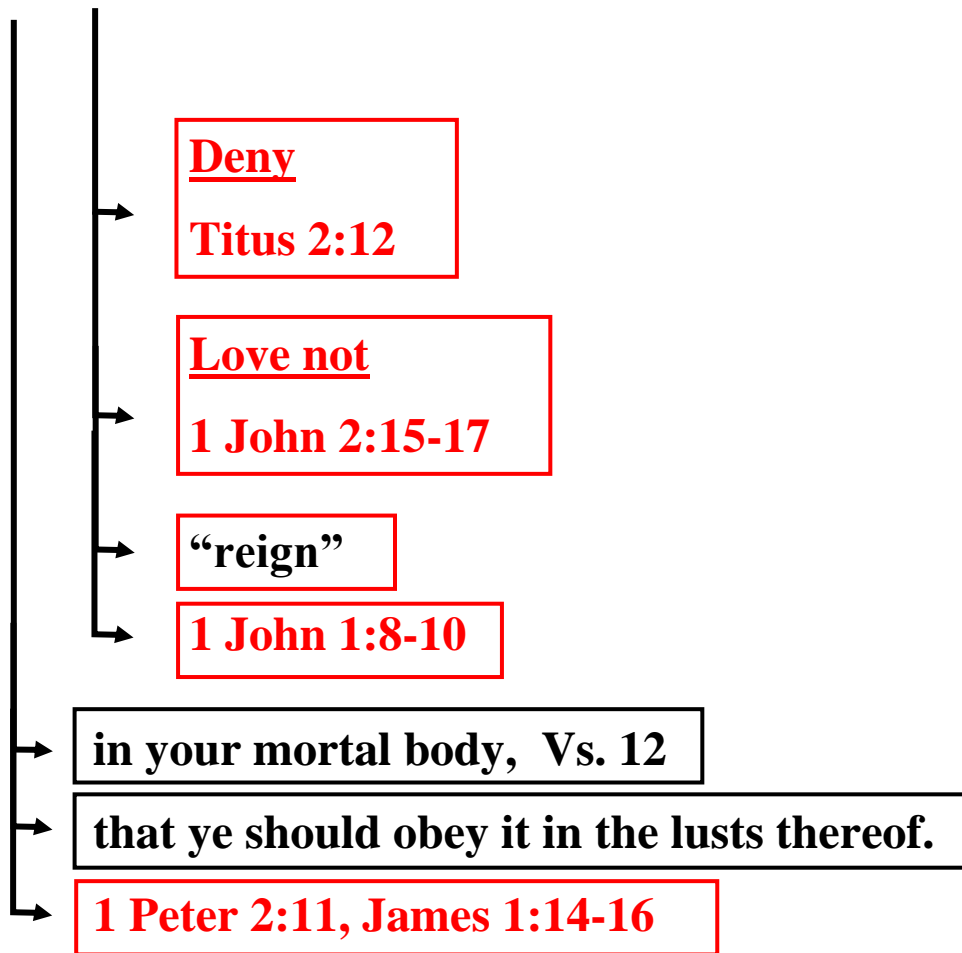 Deny
Titus 2:12
Love not
1 John 2:15-17
“reign”
1 John 1:8-10
in your mortal body,  Vs. 12
that ye should obey it in the lusts thereof.
1 Peter 2:11, James 1:14-16